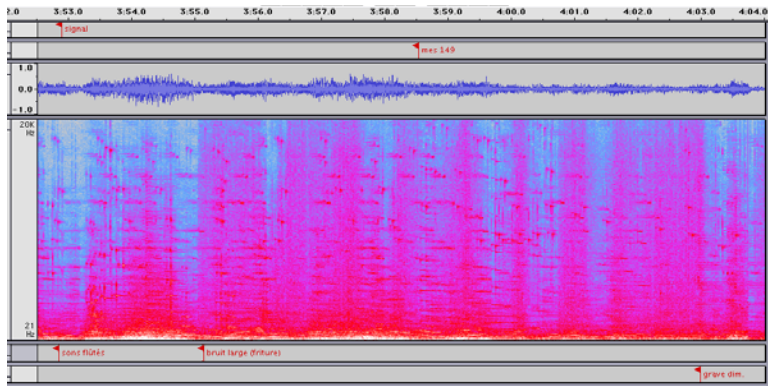 2.0 3:53.0 3:54.0 3:55.0 3:56.0 3:57.0 3:58.0 3:59.0 4:00.0 4:01.0 4:02.0 4:03.0 4:04.0
signal
mes 149
1.0
0.0
-1.0
20K
Hz
21
Hz
sons flûtés bruit large (friture)
grave dim.